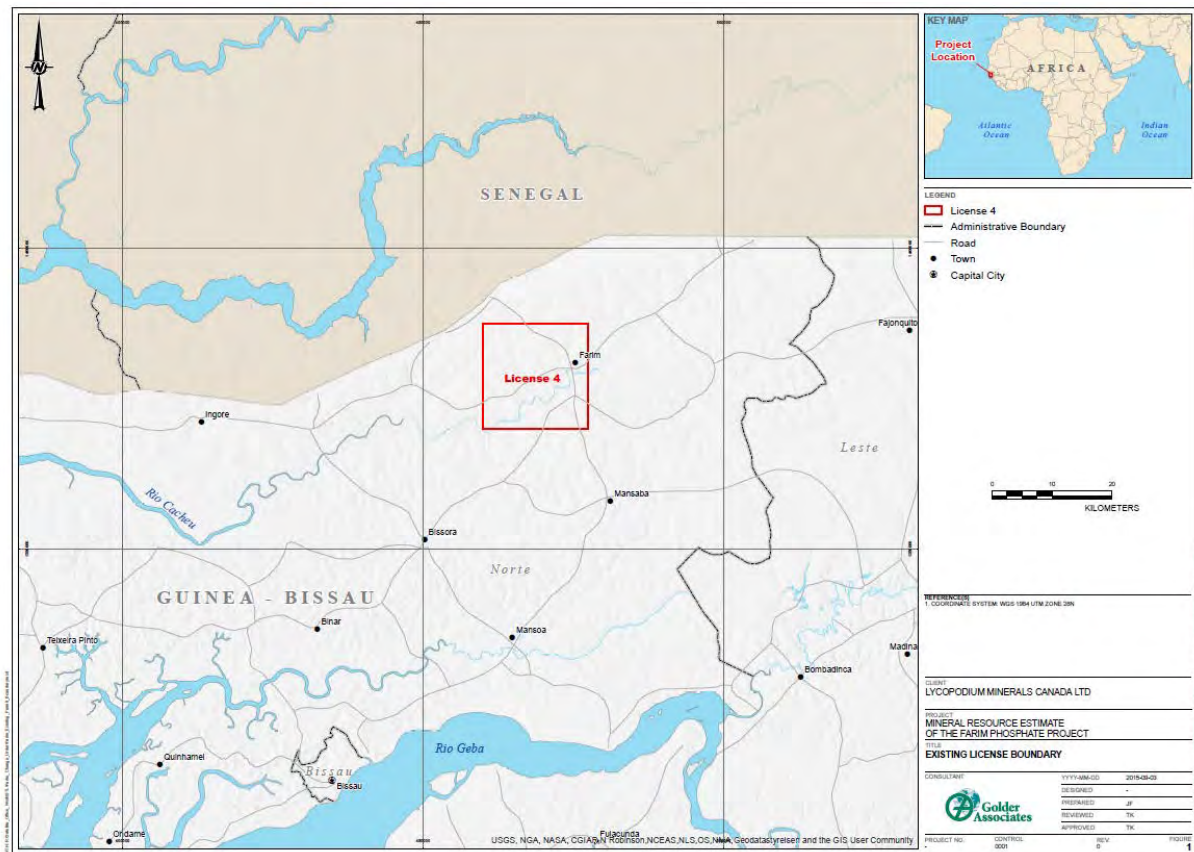 N
SENEGAL
Fajonquito
Farim
License 4
Ingore
Leste
Rio Cacheu
Mansaba
Bissora
Norte
GUINEA - BISSAU
Binar
Mansoa
Teixeira Pinto
Madina
Bombadinca
Rio Geba
Quinhamel
Bissau
Bissau
Ondame
Fulacunda
USGS, NGA, NASA, CGIAR, N Robinson,NCEAS,NLS,OS,NMA,Geodatastyrelsen and the GIS User Community
KEY MAP
Project
Location
AFRICA
Atlantic
Ocean
Indian
Ocean
LEGEND
License 4
Administrative Boundary
Road
Town
Capital City
0 10 20
KILOMETERS
REFERENCE(S)
1. COORDINATE SYSTEM: WGS 1984 UTM ZONE 28N
CLIENT
LYCOPODIUM MINERALS CANADA LTD
PROJECT
MINERAL RESOURCE ESTIMATE
OF THE FARIM PHOSPHATE PROJECT
TITLE
EXISTING LICENSE BOUNDARY
CONSULTANT
Golder
Associates
YYYY-MM-DD 2015-09-03
DESIGNED -
PREPARED JF
REVIEWED TK
APPROVED TK
PROJECT NO. CONTROL REV. FIGURE
- 0001 0 1